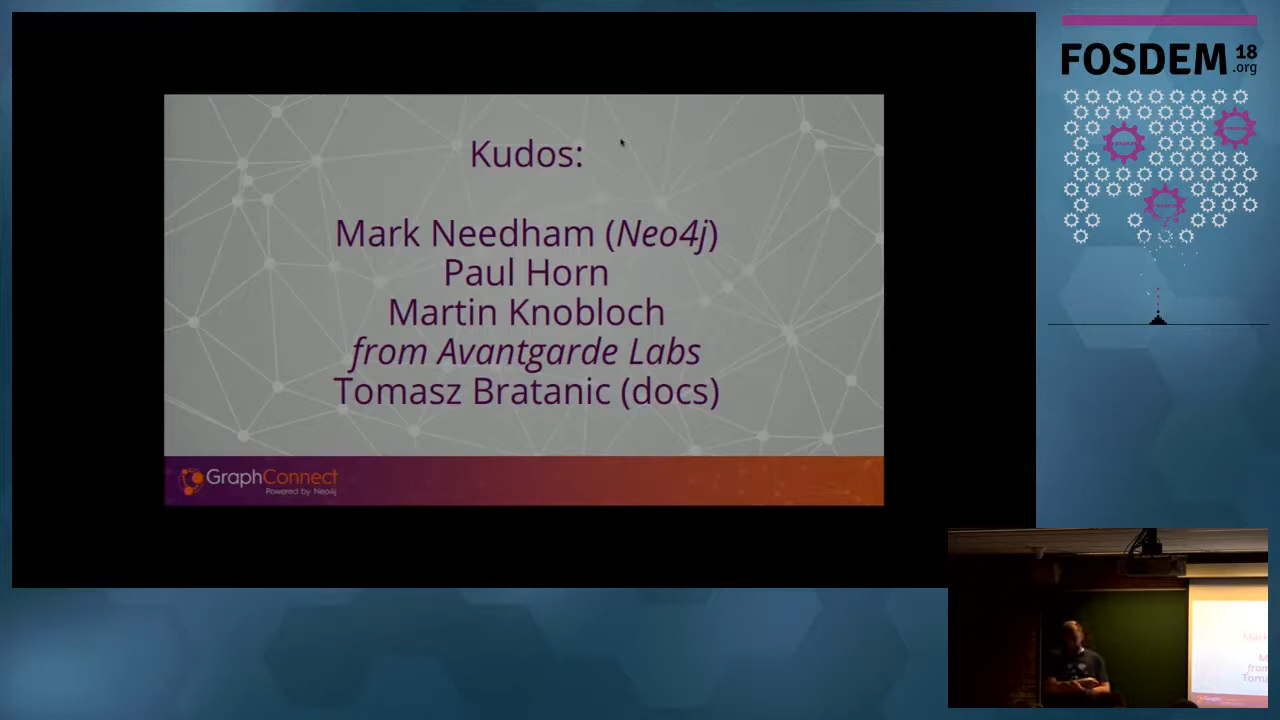 Kudos:
Mark Needham (Neo4j)
Paul Horn
Martin Knobloch
from Avantgarde Labs
Tomasz Bratanic (docs)
GraphConnect
Powered by Neo4j
FOSDEM 18
.org